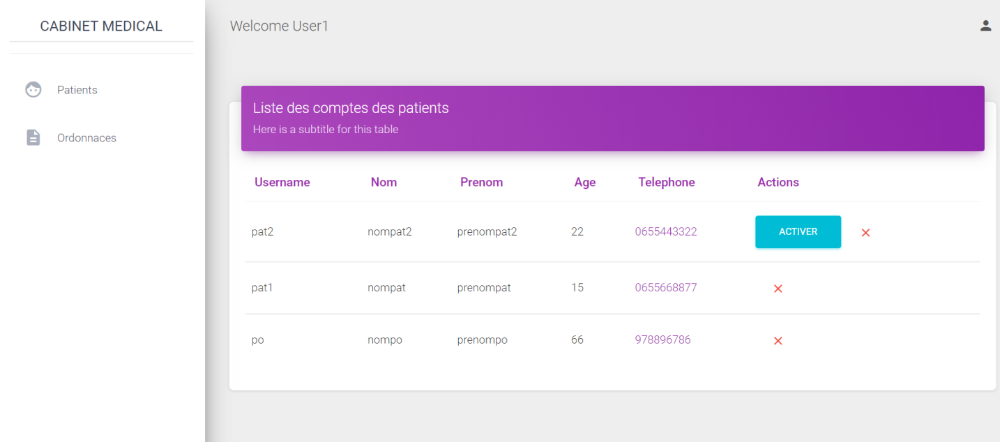 CABINET MEDICAL
Welcome User1
Patients
Ordonnaces
Liste des comptes des patients
Here is a subtitle for this table
Username Nom Prenom Age Telephone Actions
pat2 nompat2 prenompat2 22 0655443322 ACTIVER
pat1 nompat prenompat 15 0655668877
po nompo prenompo 66 978896786